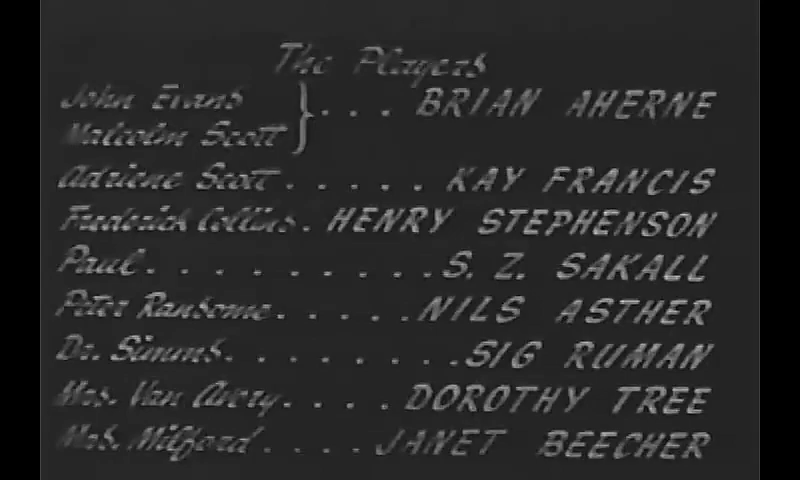 The Players
John Evans } . . . BRIAN AHERNE
Malcolm Scott
Adriene Scott . . . . . KAY FRANCIS
Frederick Collins . HENRY STEPHENSON
Paul . . . . . . . . . S. Z. SAKALL
Peter Ransome . . . . . NILS ASTHER
Dr. Simms . . . . . . . . SIG RUMAN
Mrs. Van Avery . . . . DOROTHY TREE
Mrs. Milford . . . . JANET BEECHER